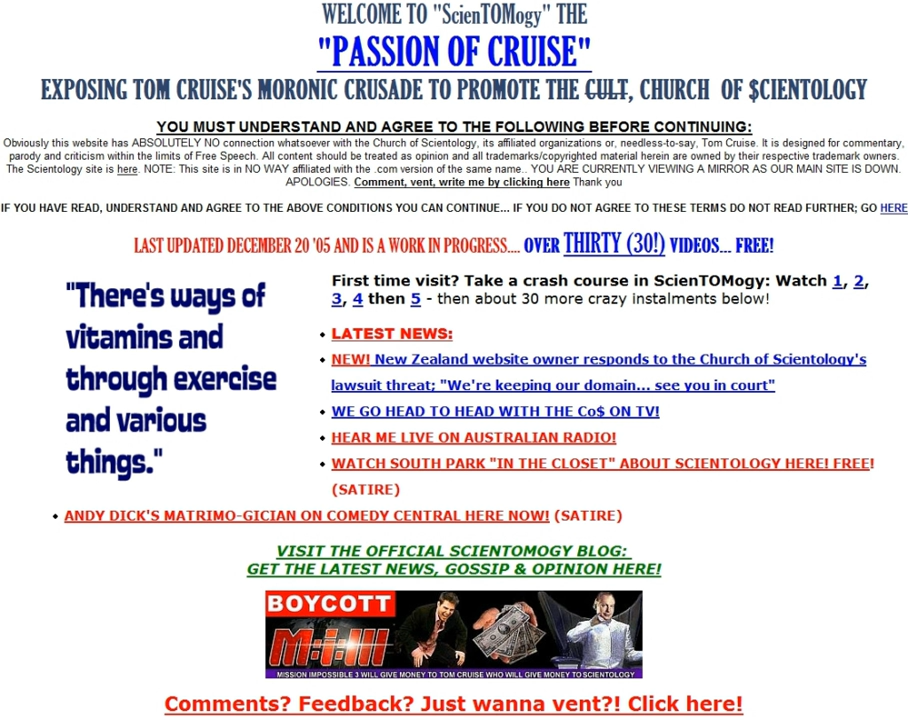 WELCOME TO "ScienTOMogy" THE
"PASSION OF CRUISE"
EXPOSING TOM CRUISE'S MORONIC CRUSADE TO PROMOTE THE CULT, CHURCH OF $CIENTOLOGY
YOU MUST UNDERSTAND AND AGREE TO THE FOLLOWING BEFORE CONTINUING:
Obviously this website has ABSOLUTELY NO connection whatsoever with the Church of Scientology, its affiliated organizations or, needless-to-say, Tom Cruise. It is designed for commentary,
parody and criticism within the limits of Free Speech. All content should be treated as opinion and all trademarks/copyrighted material herein are owned by their respective trademark owners.
The Scientology site is here. NOTE: This site is in NO WAY affiliated with the .com version of the same name.. YOU ARE CURRENTLY VIEWING A MIRROR AS OUR MAIN SITE IS DOWN.
APOLOGIES. Comment, vent, write me by clicking here Thank you
IF YOU HAVE READ, UNDERSTAND AND AGREE TO THE ABOVE CONDITIONS YOU CAN CONTINUE... IF YOU DO NOT AGREE TO THESE TERMS DO NOT READ FURTHER; GO HERE
LAST UPDATED DECEMBER 20 '05 AND IS A WORK IN PROGRESS.... OVER THIRTY (30!) VIDEOS... FREE!
"There's ways of
vitamins and
through exercise
and various
things."
First time visit? Take a crash course in ScienTOMogy: Watch 1, 2,
3, 4 then 5 - then about 30 more crazy instalments below!
• LATEST NEWS:
• NEW! New Zealand website owner responds to the Church of Scientology's
lawsuit threat; "We're keeping our domain... see you in court"
• WE GO HEAD TO HEAD WITH THE Co$ ON TV!
• HEAR ME LIVE ON AUSTRALIAN RADIO!
• WATCH SOUTH PARK "IN THE CLOSET" ABOUT SCIENTOLOGY HERE! FREE!
(SATIRE)
• ANDY DICK'S MATRIMO-GICIAN ON COMEDY CENTRAL HERE NOW! (SATIRE)
VISIT THE OFFICIAL SCIENTOMOGY BLOG:
GET THE LATEST NEWS, GOSSIP & OPINION HERE!
BOYCOTT
M:i:III
MISSION IMPOSSIBLE 3 WILL GIVE MONEY TO TOM CRUISE WHO WILL GIVE MONEY TO SCIENTOLOGY
Comments? Feedback? Just wanna vent?! Click here!